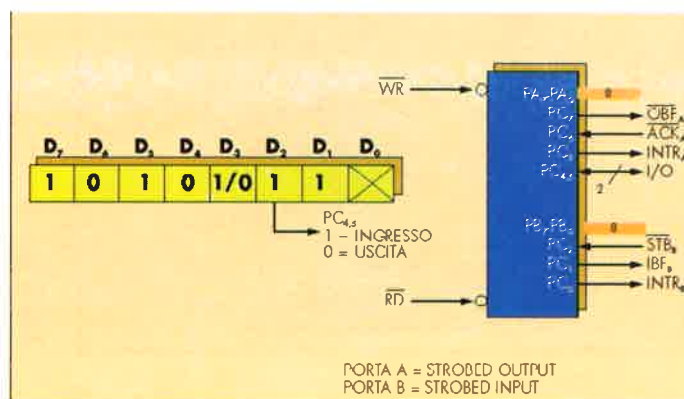 D7 D6 D5 D4 D3 D2 D1 D0
1 0 1 0 1/0 1 1
PC4,5
1 – INGRESSO
0 = USCITA
WR
RD
PA7-PA0 8
PC7 OBFA
PC6 ACKA
PC3 INTRA
PC4,5 I/O
2
PB7-PB0 8
PC2 STBB
PC1 IBFB
PC0 INTRB
PORTA A = STROBED OUTPUT
PORTA B = STROBED INPUT